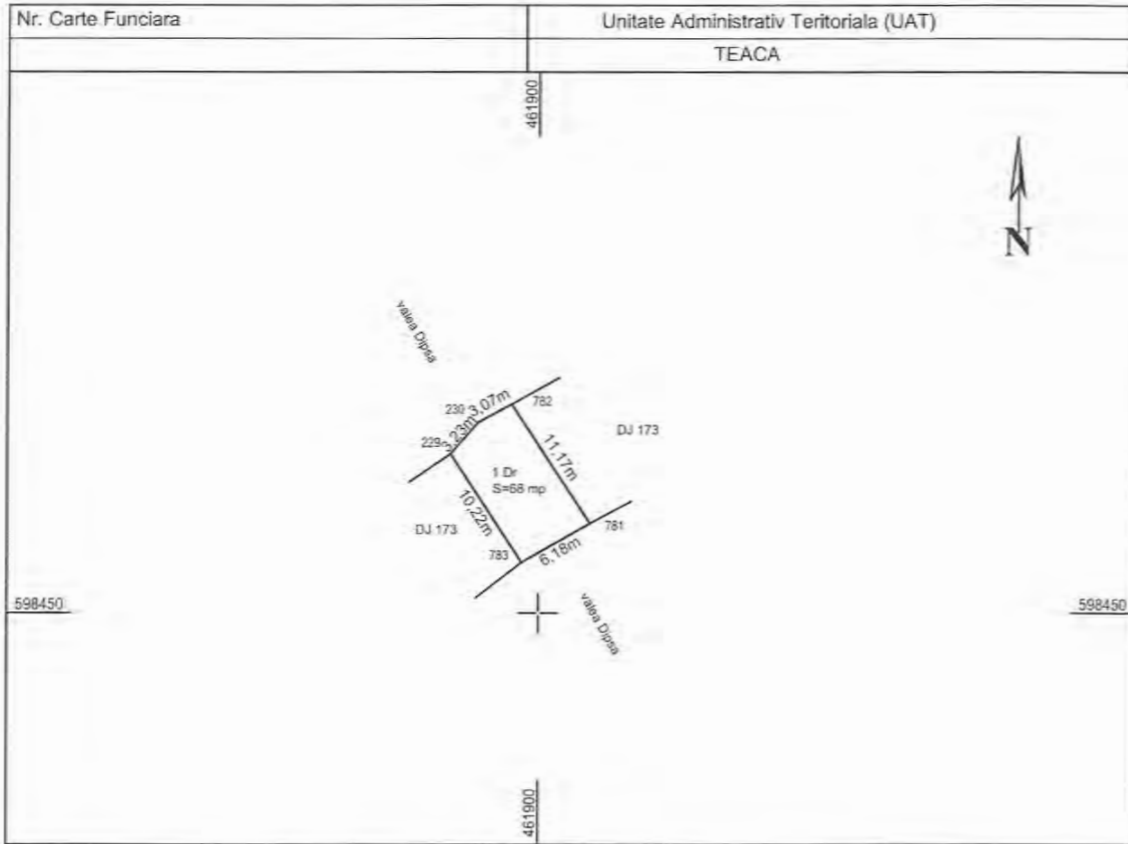 Nr. Carte Funciara
Unitate Administrativ Teritoriala (UAT)
TEACA
461900
N
valea Dipsa
230
3,07m
782
229
3,23m
DJ 173
11,17m
1 Dr
S=68 mp
10,22m
DJ 173
783
6,18m
781
598450
valea Dipsa
598450
461900